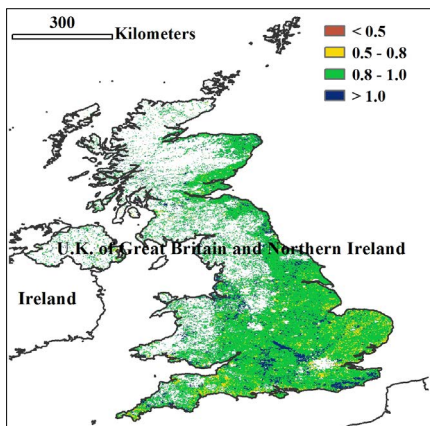 300
Kilometers
< 0.5
0.5 - 0.8
0.8 - 1.0
> 1.0
U.K. of Great Britain and Northern Ireland
Ireland